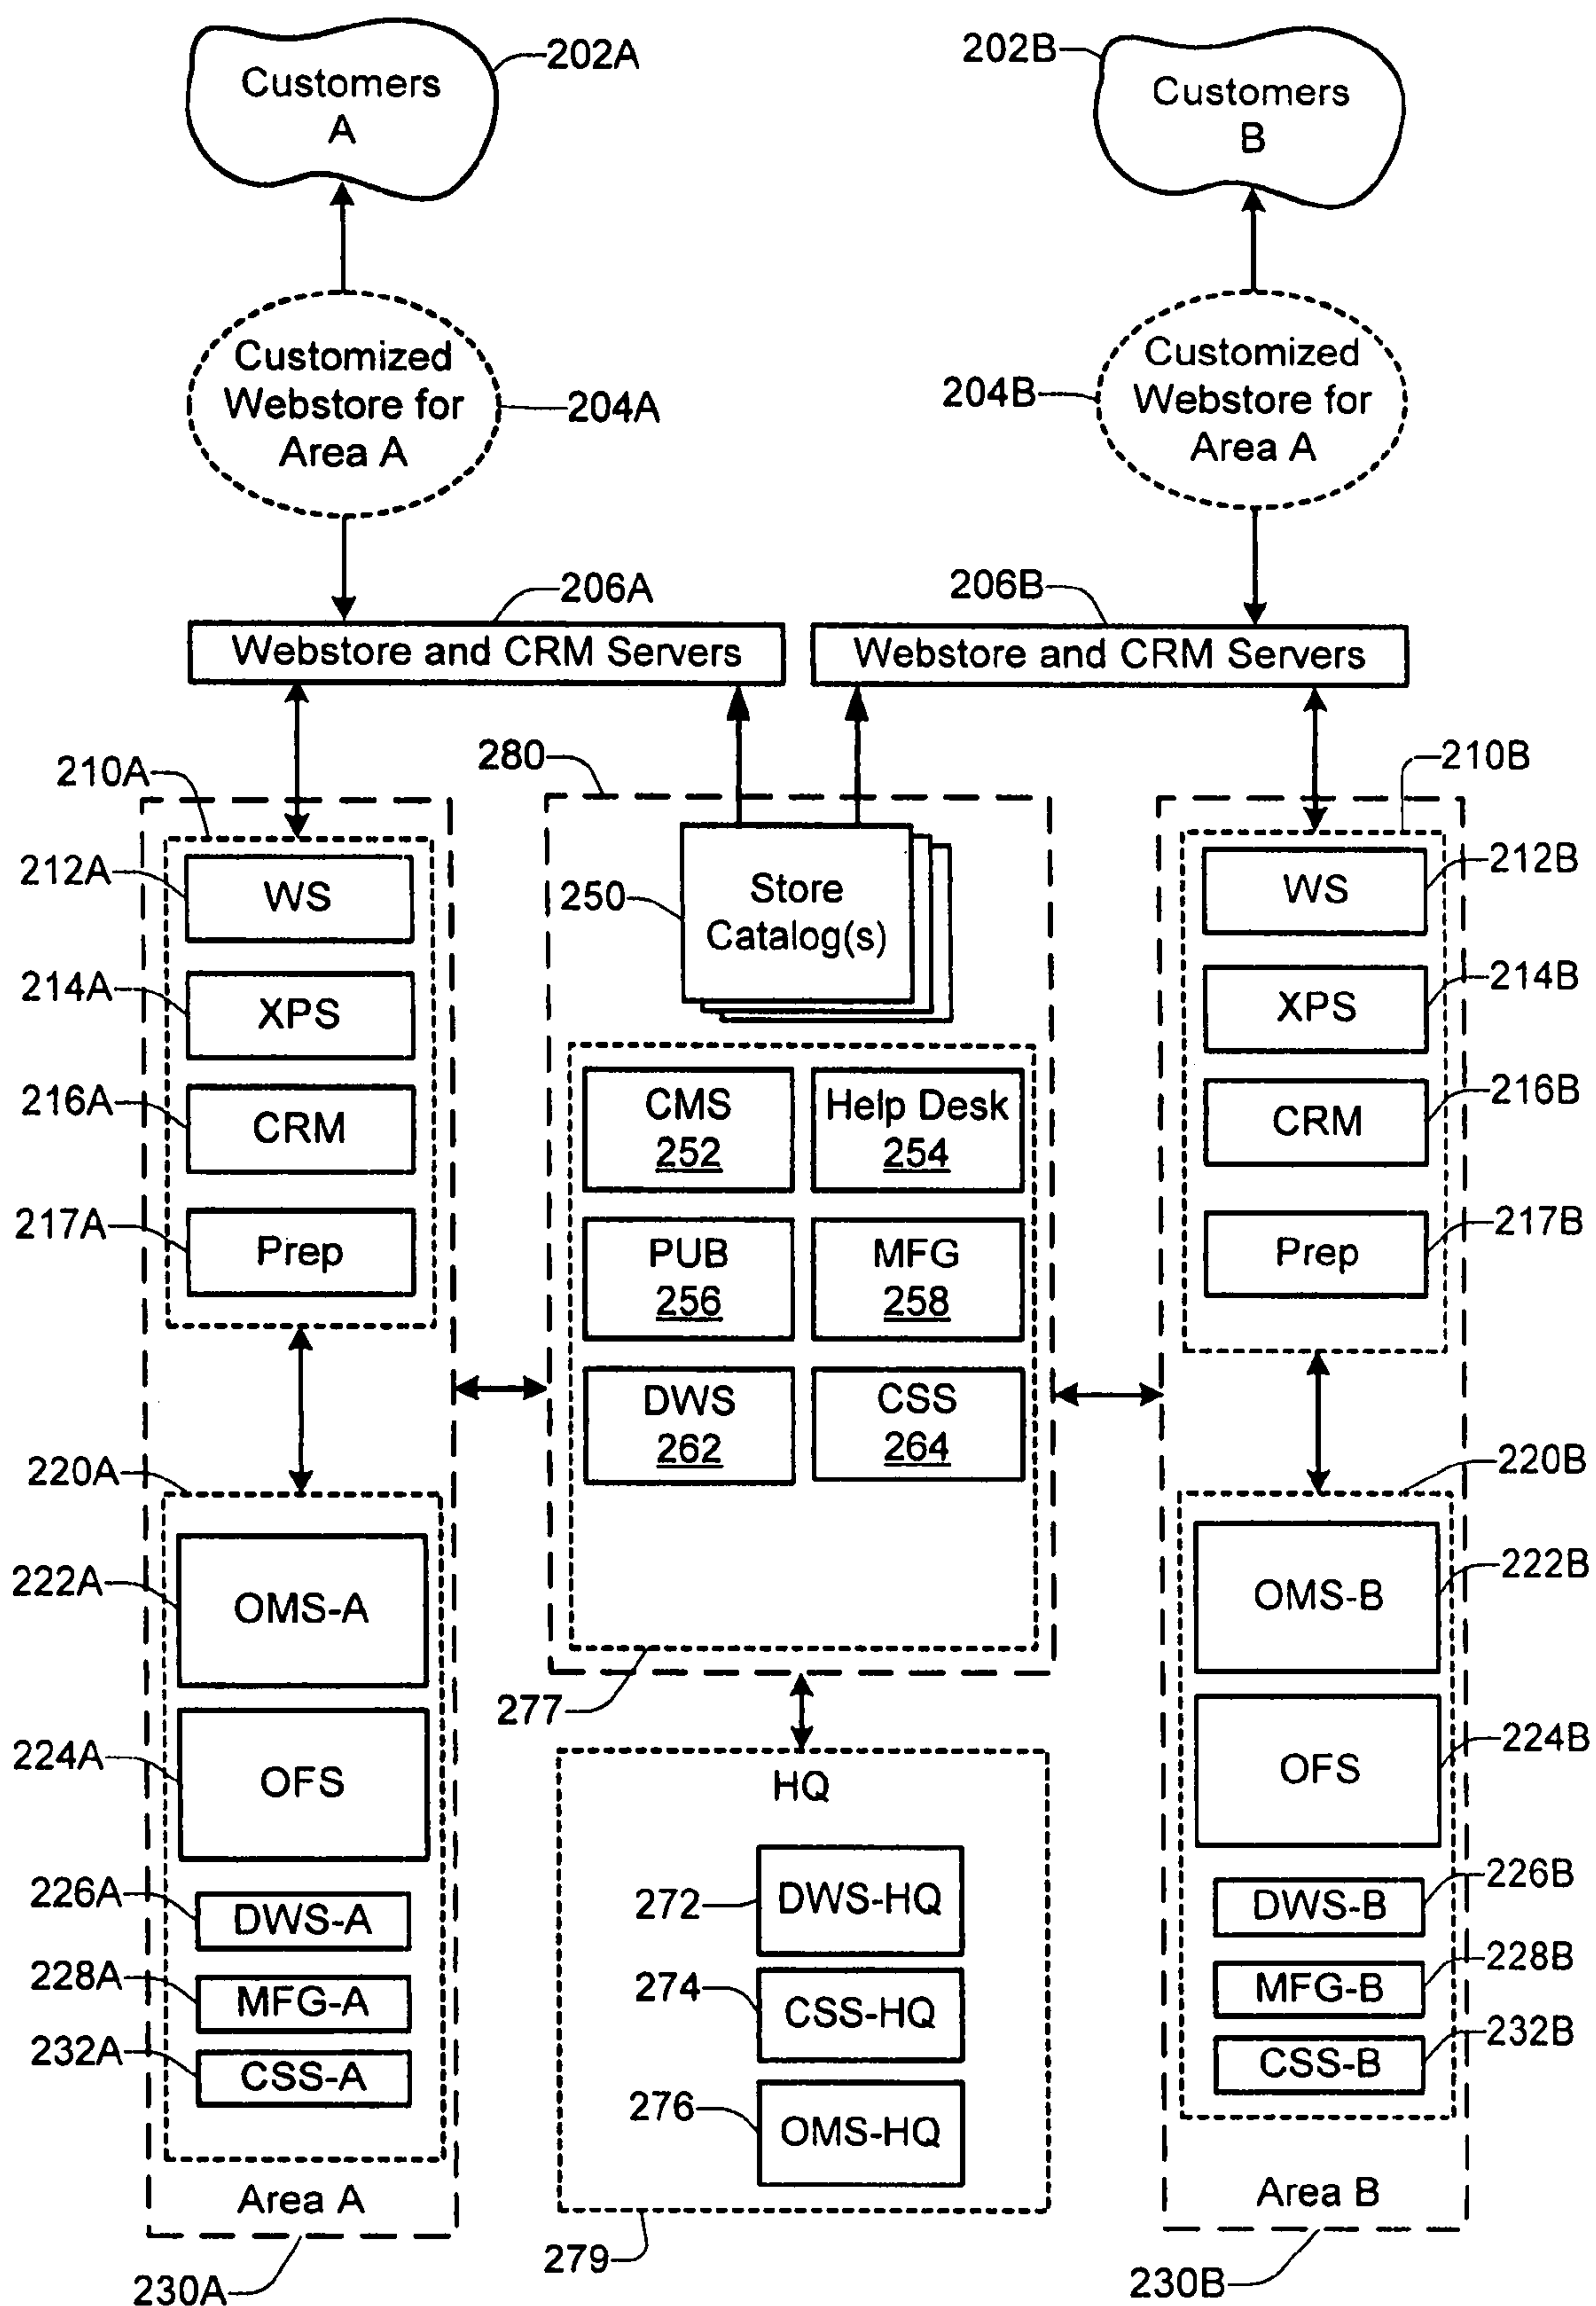 Customers
A
202A
202B
Customers
B
Customized
Webstore for
Area A
204A
204B
Customized
Webstore for
Area A
206A
206B
Webstore and CRM Servers
Webstore and CRM Servers
210A
280
210B
212A
WS
214A
XPS
216A
CRM
217A
Prep
250
Store
Catalog(s)
CMS
252
Help Desk
254
PUB
256
MFG
258
DWS
262
CSS
264
277
WS
212B
XPS
214B
CRM
216B
Prep
217B
220A
222A
OMS-A
224A
OFS
226A
DWS-A
228A
MFG-A
232A
CSS-A
Area A
230A
HQ
272
DWS-HQ
274
CSS-HQ
276
OMS-HQ
279
220B
OMS-B
222B
OFS
224B
DWS-B
226B
MFG-B
228B
CSS-B
232B
Area B
230B